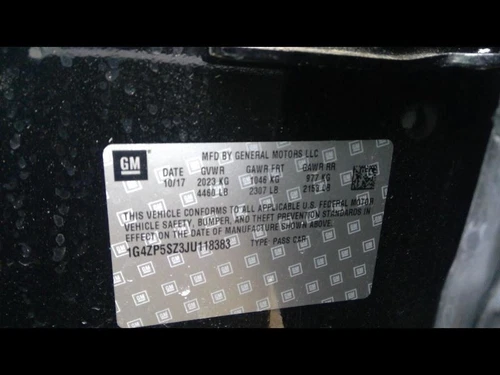 GM
MFD BY GENERAL MOTORS LLC
DATE GVWR GAWR FRT GAWR RR
10/17 2023 KG 1046 KG 977 KG
4460 LB 2307 LB 2153 LB
THIS VEHICLE CONFORMS TO ALL APPLICABLE U.S. FEDERAL MOTOR
VEHICLE SAFETY, BUMPER, AND THEFT PREVENTION STANDARDS IN
EFFECT ON THE DATE OF MANUFACTURE SHOWN ABOVE.
1G4ZP5SZ3JU118383 TYPE PASS CAR